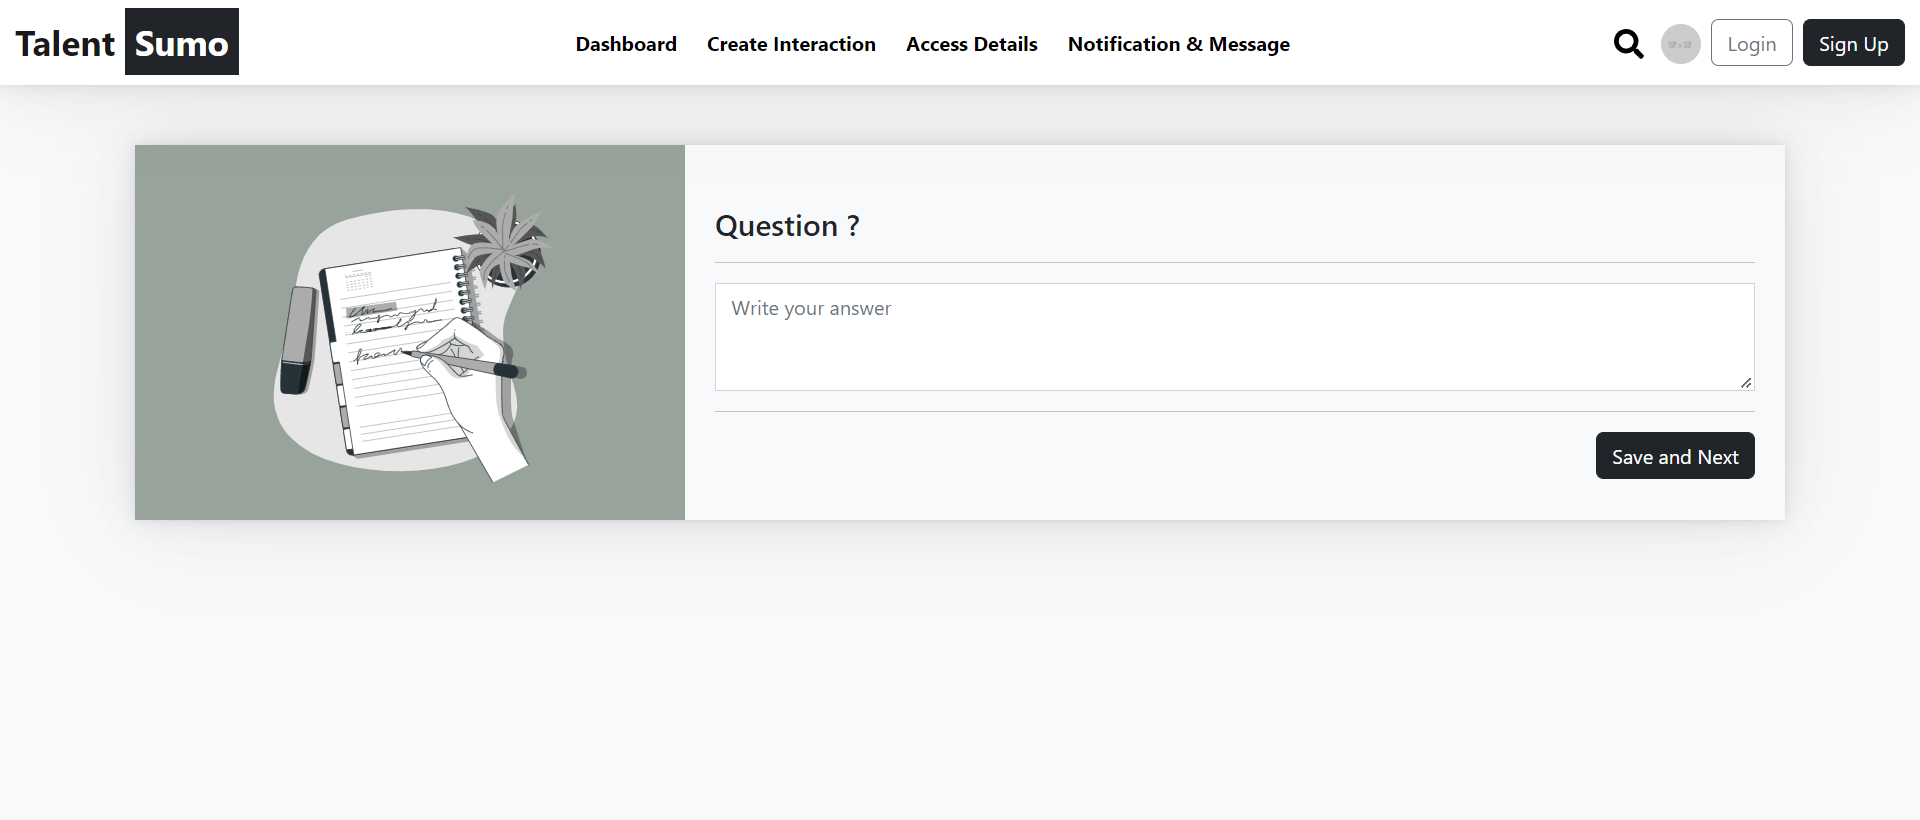 Talent Sumo
Dashboard Create Interaction Access Details Notification & Message
Login Sign Up
Question ?
Write your answer
Save and Next